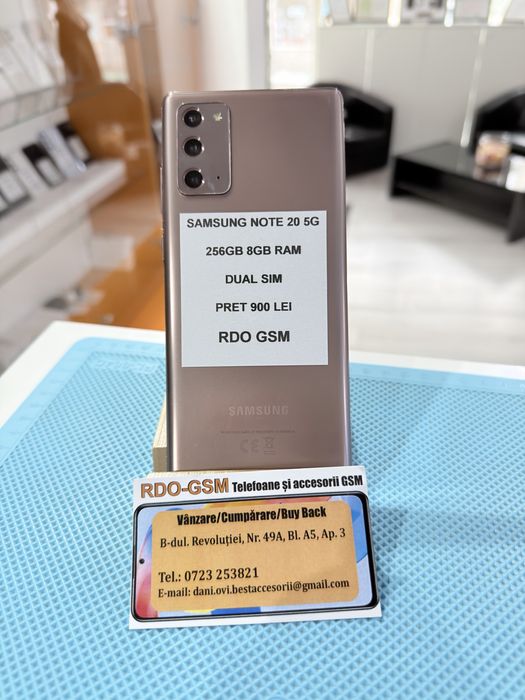 SAMSUNG NOTE 20 5G
256GB 8GB RAM
DUAL SIM
PRET 900 LEI
RDO GSM
SAMSUNG
CE
RDO-GSM Telefoane și accesorii GSM
Vânzare/Cumpărare/Buy Back
B-dul. Revoluției, Nr. 49A, Bl. A5, Ap. 3
Tel.: 0723 253821
E-mail: dani.ovi.bestaccesorii@gmail.com